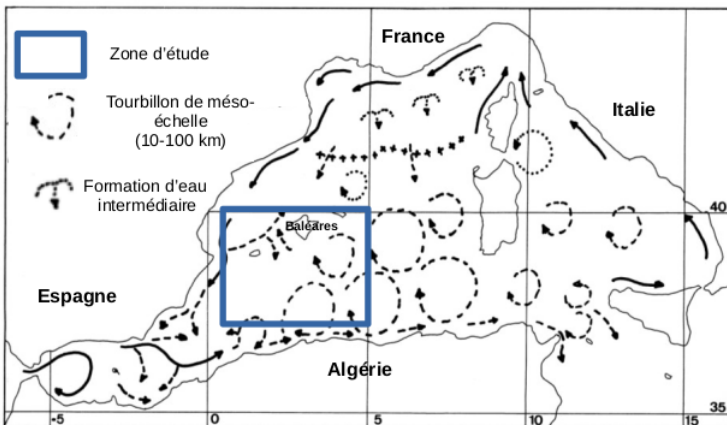 France
Zone d'étude
Tourbillon de méso-
échelle
(10-100 km)
Italie
Formation d'eau
intermédiaire
40
Baléares
Espagne
Algérie
35
-5
0
5
10
15